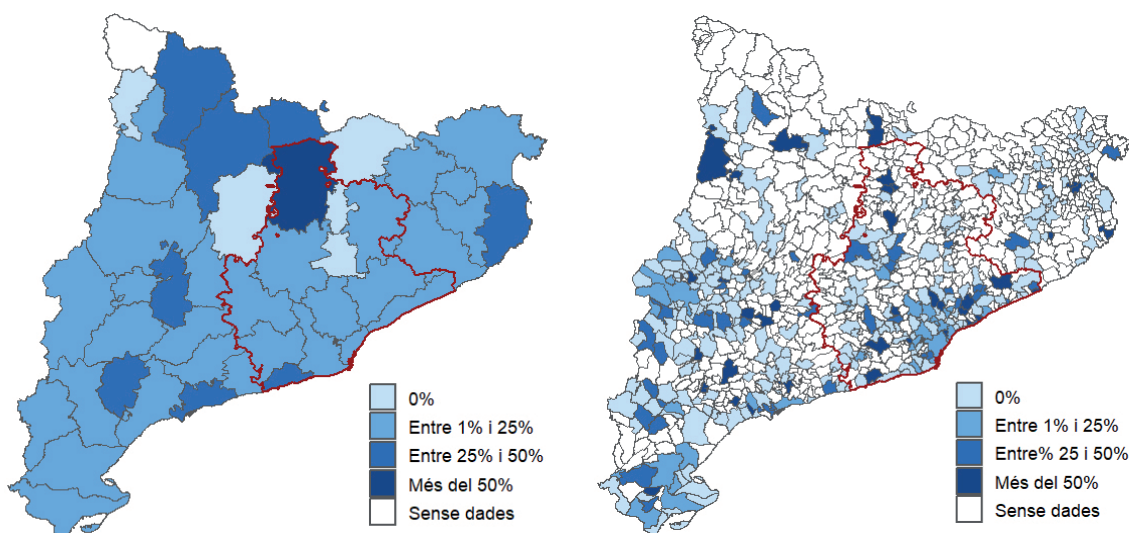 0%
Entre 1% i 25%
Entre 25% i 50%
Més del 50%
Sense dades
0%
Entre 1% i 25%
Entre% 25 i 50%
Més del 50%
Sense dades